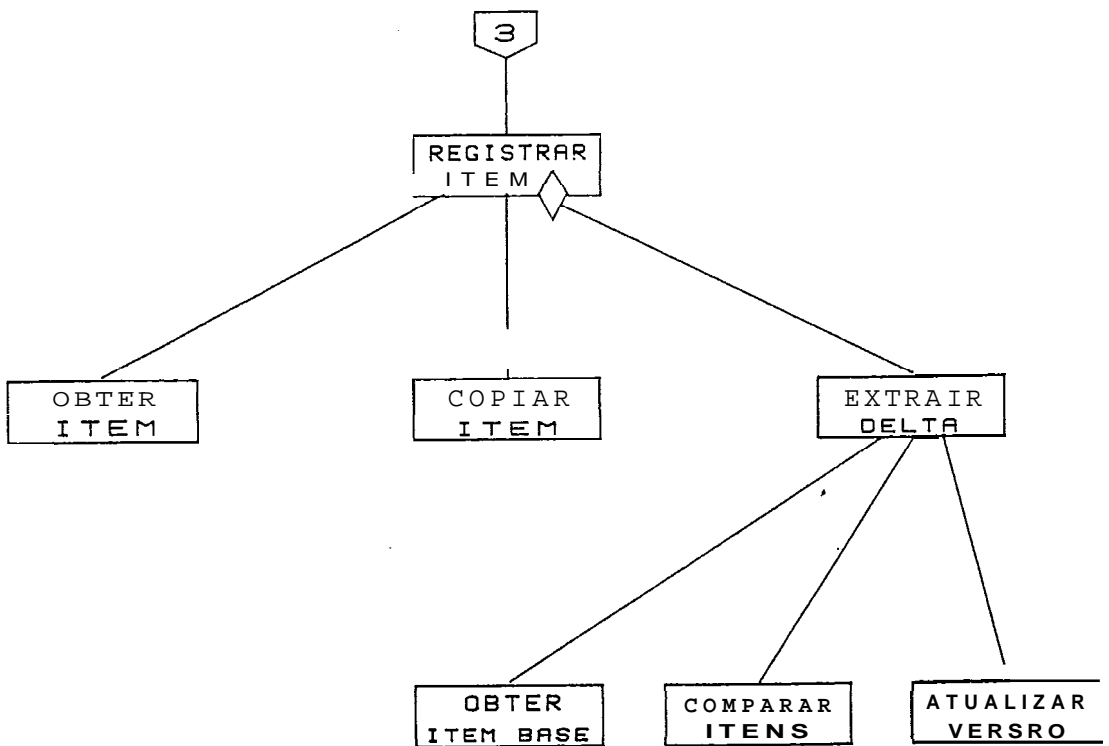 3
REGISTRAR
ITEM
OBTER
ITEM
COPIAR
ITEM
EXTRAIR
DELTA
OBTER
ITEM BASE
COMPARAR
ITENS
ATUALIZAR
VERSRO